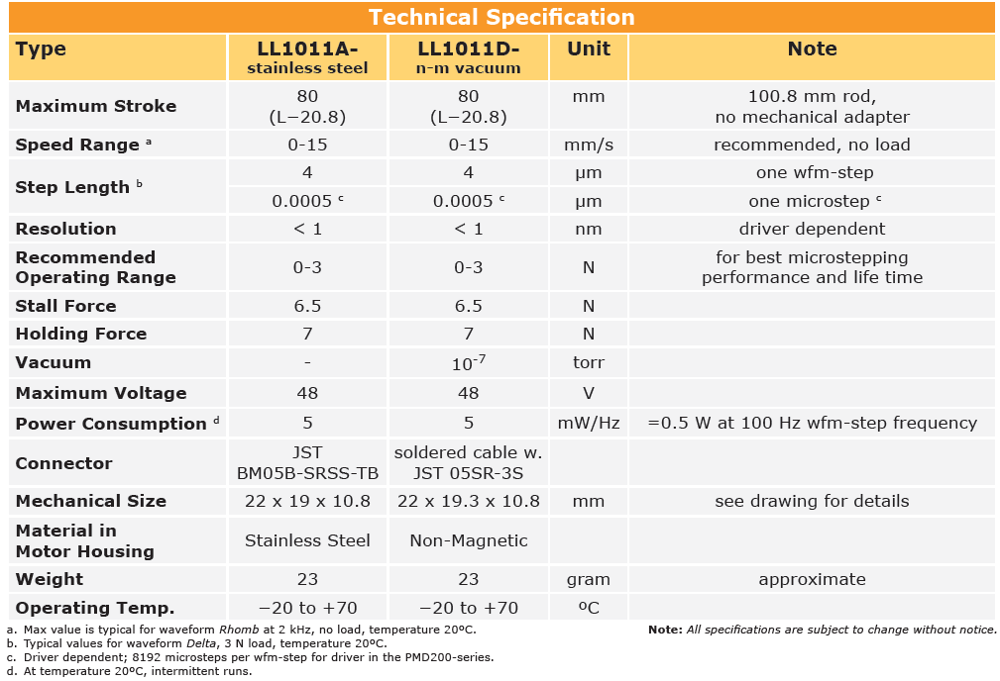 Technical Specification
Type LL1011A- LL1011D- Unit Note
stainless steel n-m vacuum
Maximum Stroke 80 80 mm 100.8 mm rod,
(L−20.8) (L−20.8) no mechanical adapter
Speed Range ᵃ 0-15 0-15 mm/s recommended, no load
Step Length ᵇ 4 4 µm one wfm-step
0.0005 ᶜ 0.0005 ᶜ µm one microstep ᶜ
Resolution < 1 < 1 nm driver dependent
Recommended
Operating Range 0-3 0-3 N for best microstepping
performance and life time
Stall Force 6.5 6.5 N
Holding Force 7 7 N
Vacuum - 10⁻⁷ torr
Maximum Voltage 48 48 V
Power Consumption ᵈ 5 5 mW/Hz =0.5 W at 100 Hz wfm-step frequency
Connector JST soldered cable w.
BM05B-SRSS-TB JST 05SR-3S
Mechanical Size 22 x 19 x 10.8 22 x 19.3 x 10.8 mm see drawing for details
Material in
Motor Housing Stainless Steel Non-Magnetic
Weight 23 23 gram approximate
Operating Temp. −20 to +70 −20 to +70 ºC
a. Max value is typical for waveform Rhomb at 2 kHz, no load, temperature 20ºC.
Note: All specifications are subject to change without notice.
b. Typical values for waveform Delta, 3 N load, temperature 20ºC.
c. Driver dependent; 8192 microsteps per wfm-step for driver in the PMD200-series.
d. At temperature 20ºC, intermittent runs.